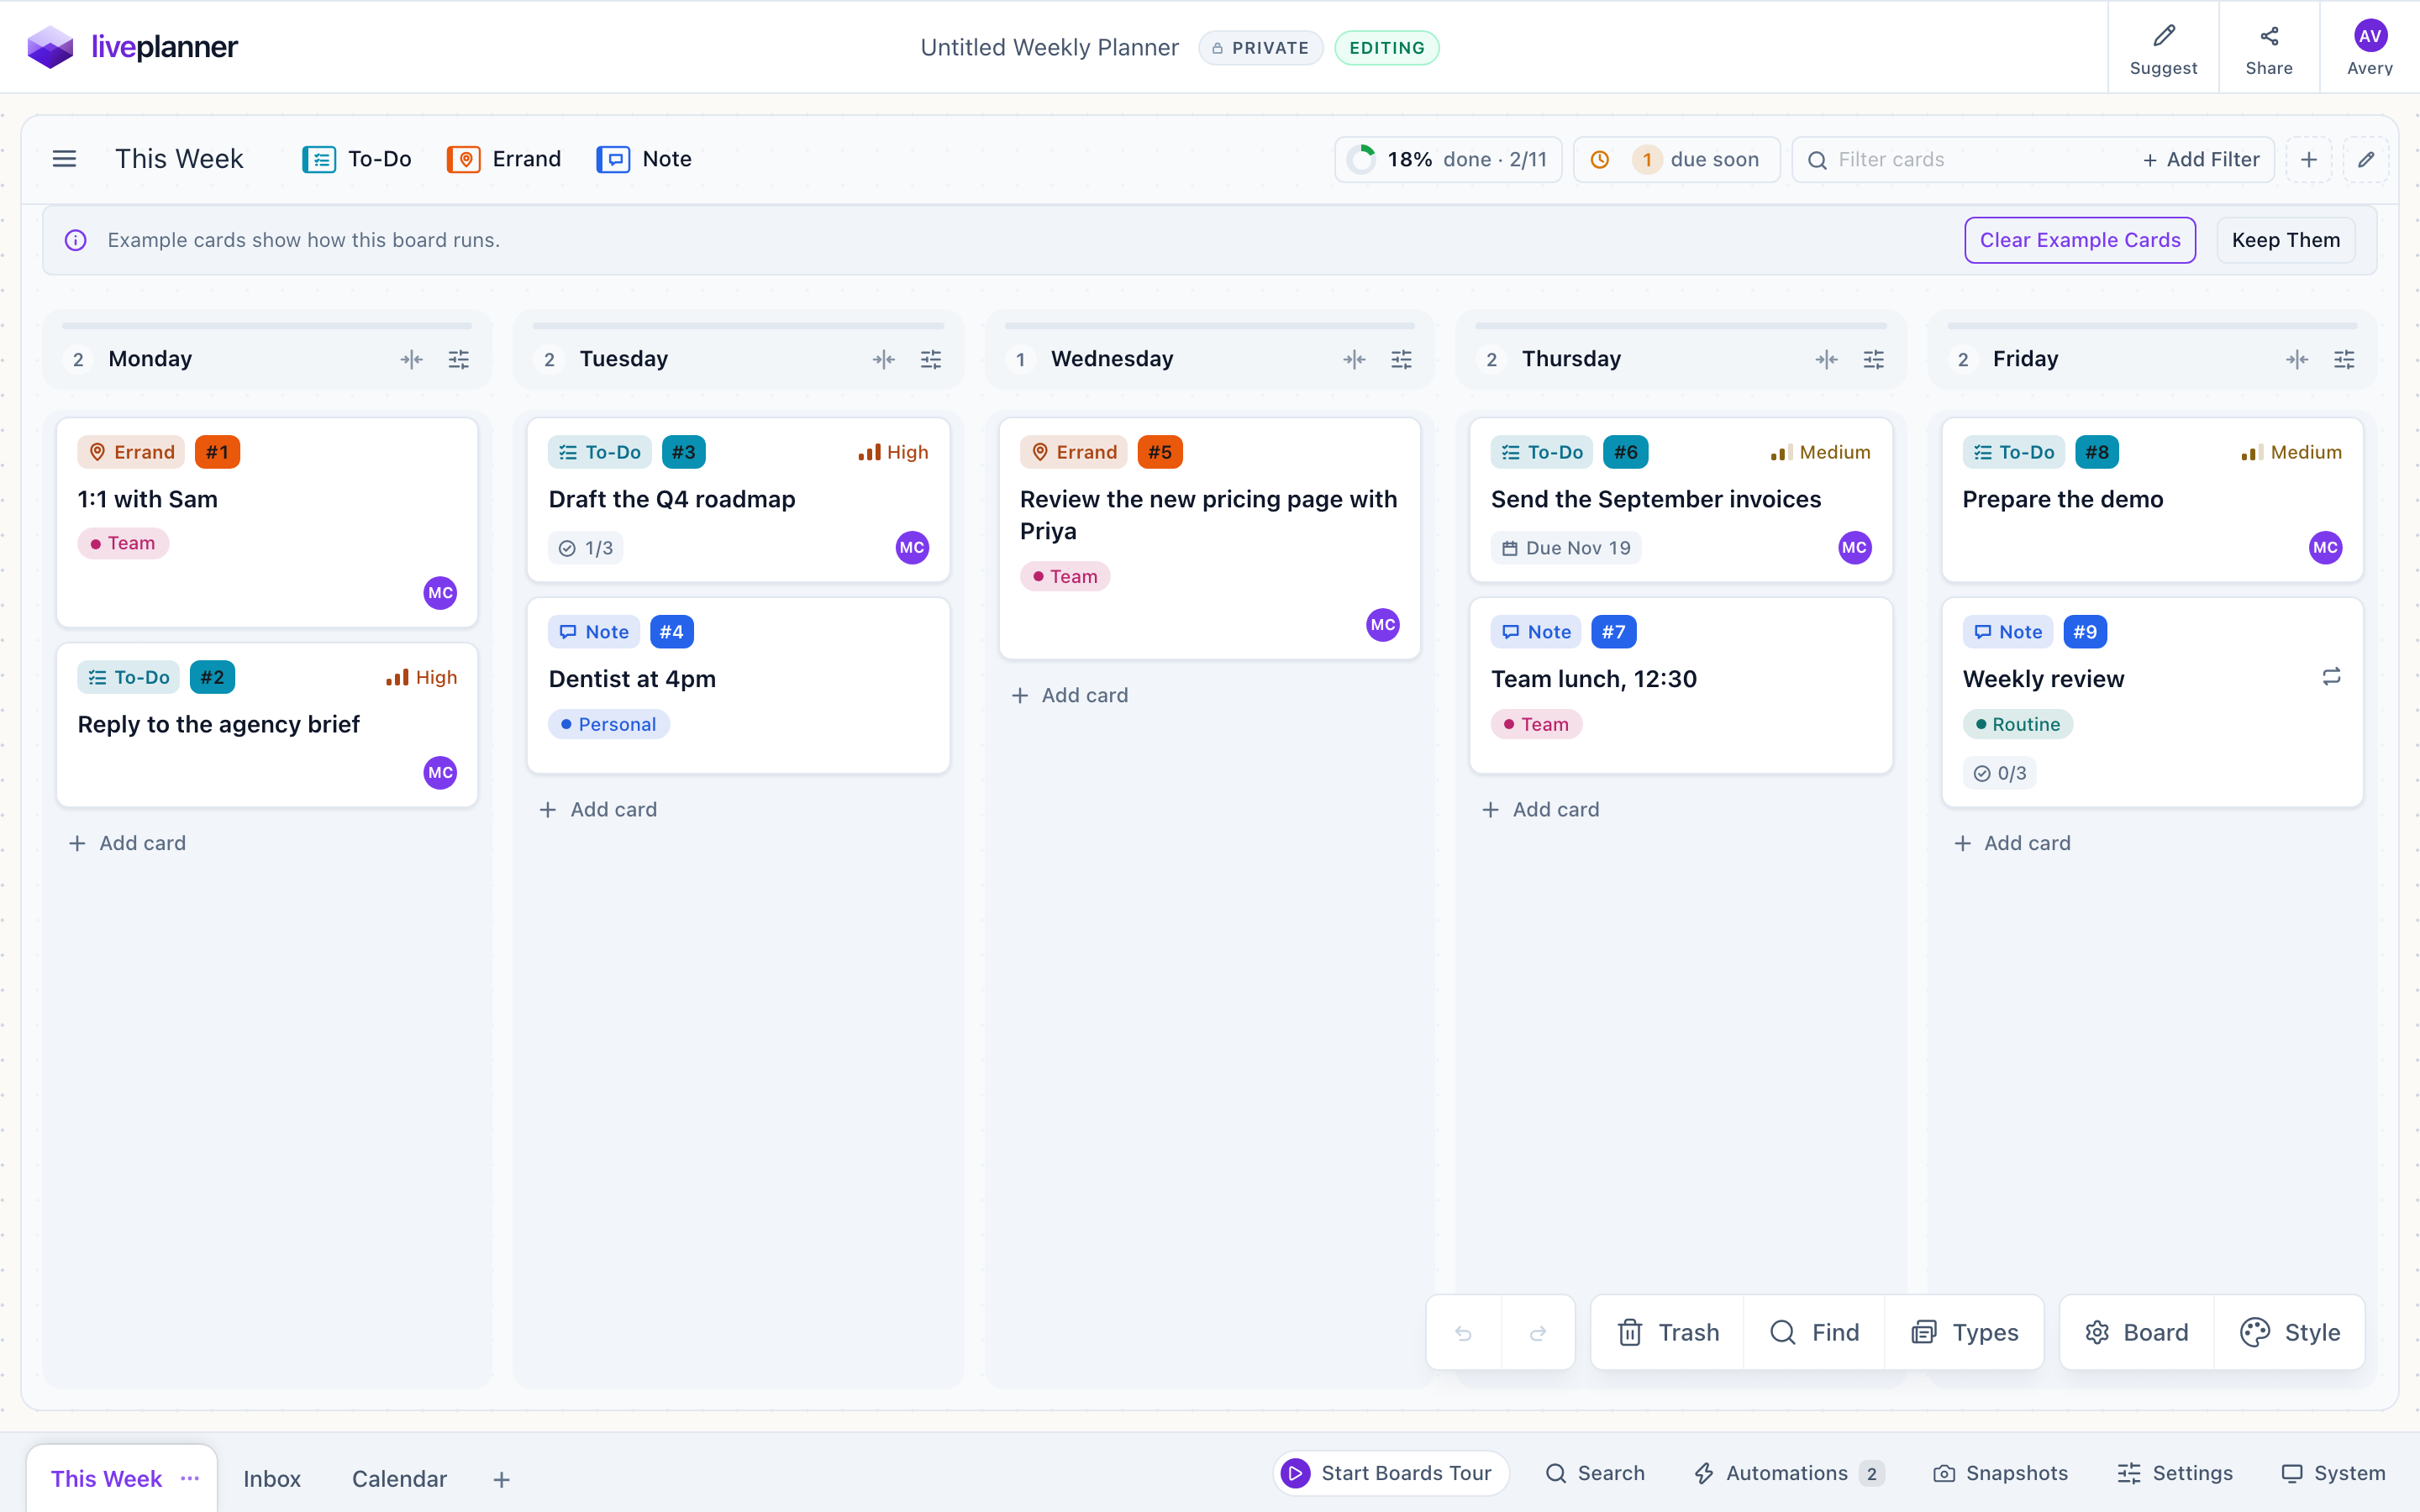 liveplanner
Untitled Weekly Planner
PRIVATE
EDITING
Suggest
Share
AV
Avery
This Week
To-Do
Errand
Note
18% done · 2/11
1 due soon
Filter cards
+ Add Filter
Example cards show how this board runs.
Clear Example Cards
Keep Them
2 Monday
Errand #1
1:1 with Sam
Team
MC
To-Do #2 High
Reply to the agency brief
MC
+ Add card
2 Tuesday
To-Do #3 High
Draft the Q4 roadmap
1/3 MC
Note #4
Dentist at 4pm
Personal
+ Add card
1 Wednesday
Errand #5
Review the new pricing page with
Priya
Team
MC
+ Add card
2 Thursday
To-Do #6 Medium
Send the September invoices
Due Nov 19 MC
Note #7
Team lunch, 12:30
Team
+ Add card
2 Friday
To-Do #8 Medium
Prepare the demo
MC
Note #9
Weekly review
Routine
0/3
+ Add card
Trash
Find
Types
Board
Style
This Week ···
Inbox
Calendar
+
Start Boards Tour
Search
Automations 2
Snapshots
Settings
System